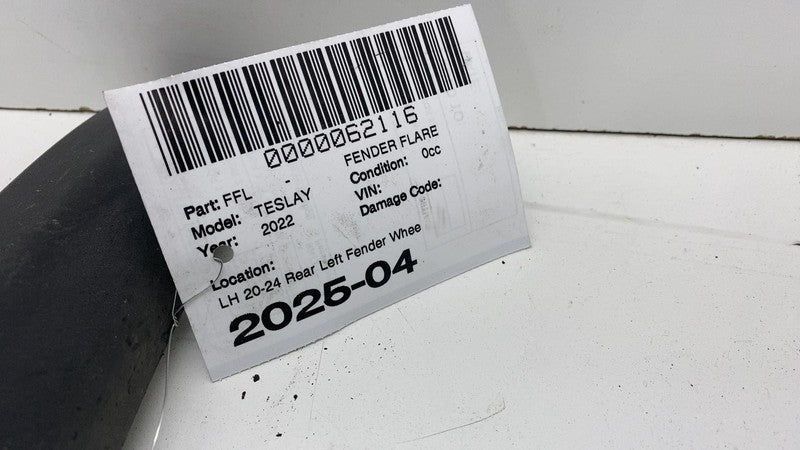 0000062116
Part: FFL - FENDER FLARE
Model: TESLAY Condition: 0cc
Year: 2022 VIN:
Damage Code:
Location:
LH 20-24 Rear Left Fender Whee
2025-04